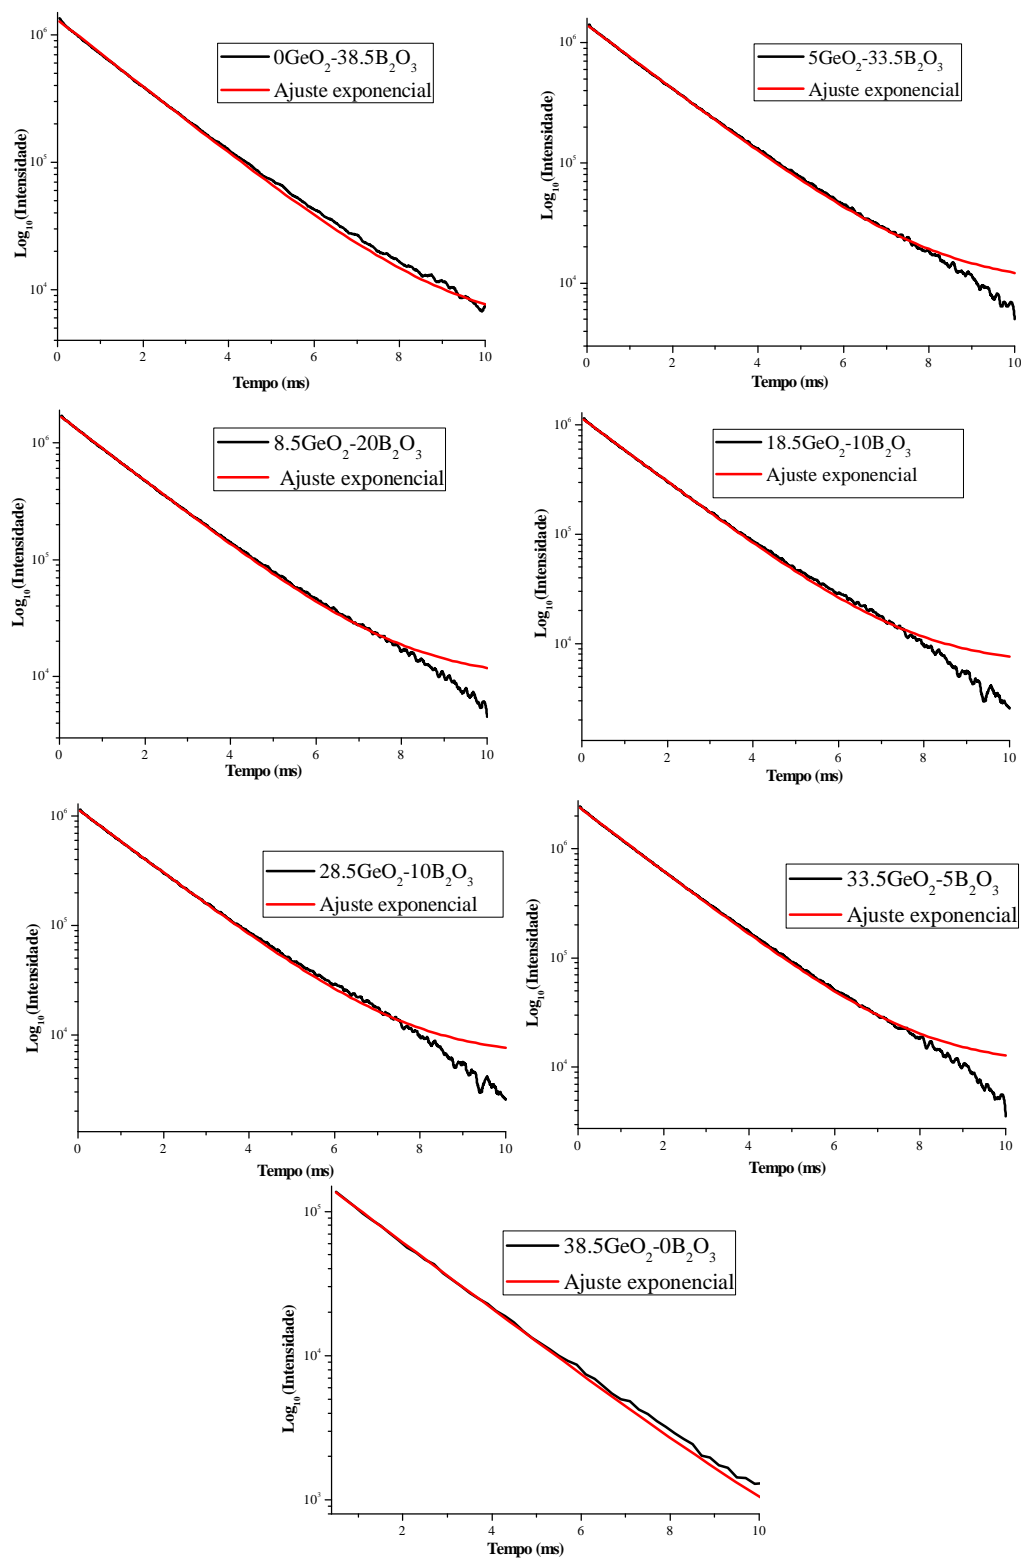 10⁶
10⁵
10⁴
Log₁₀(Intensidade)
0GeO₂-38.5B₂O₃
Ajuste exponencial
0 2 4 6 8 10
Tempo (ms)
10⁶
10⁵
10⁴
Log₁₀(Intensidade)
5GeO₂-33.5B₂O₃
Ajuste exponencial
0 2 4 6 8 10
Tempo (ms)
10⁶
10⁵
10⁴
Log₁₀(Intensidade)
8.5GeO₂-20B₂O₃
Ajuste exponencial
0 2 4 6 8 10
Tempo (ms)
10⁶
10⁵
10⁴
Log₁₀(Intensidade)
18.5GeO₂-10B₂O₃
Ajuste exponencial
0 2 4 6 8 10
Tempo (ms)
10⁶
10⁵
10⁴
Log₁₀(Intensidade)
28.5GeO₂-10B₂O₃
Ajuste exponencial
0 2 4 6 8 10
Tempo (ms)
10⁶
10⁵
10⁴
Log₁₀(Intensidade)
33.5GeO₂-5B₂O₃
Ajuste exponencial
0 2 4 6 8 10
Tempo (ms)
10⁵
10⁴
10³
Log₁₀(Intensidade)
38.5GeO₂-0B₂O₃
Ajuste exponencial
2 4 6 8 10
Tempo (ms)